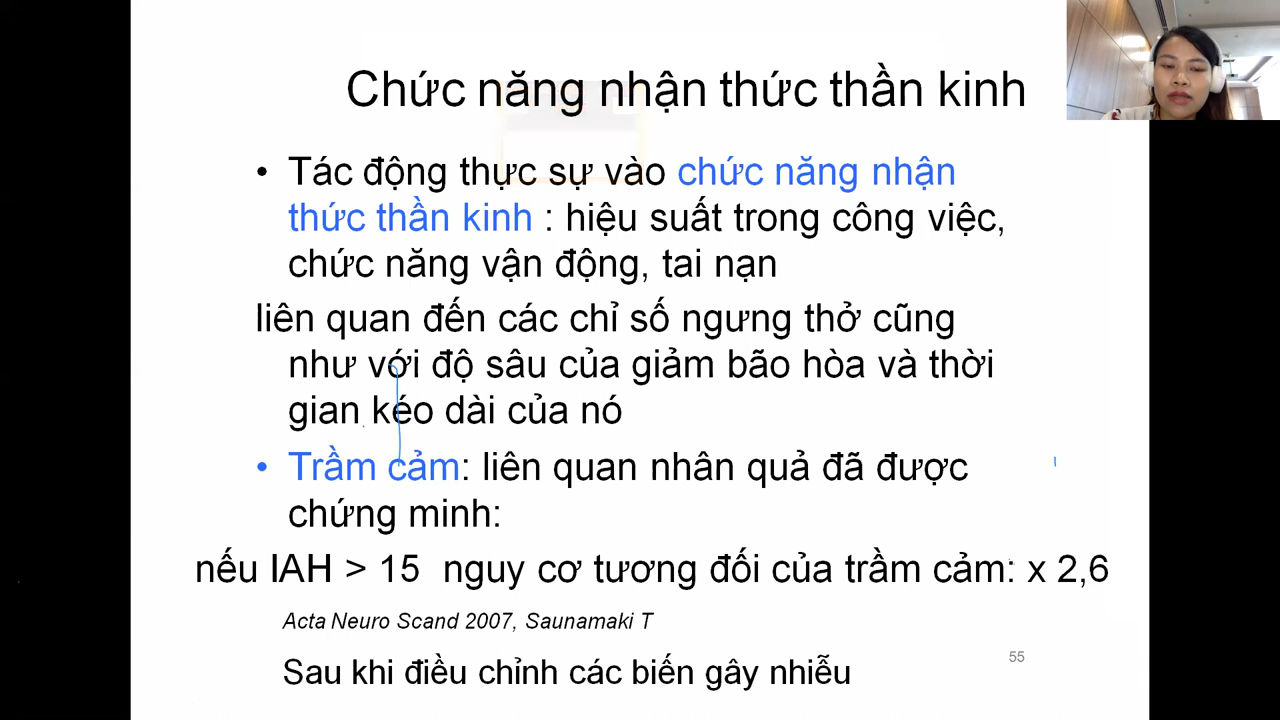 Chức năng nhận thức thần kinh
• Tác động thực sự vào chức năng nhận
thức thần kinh : hiệu suất trong công việc,
chức năng vận động, tai nạn
liên quan đến các chỉ số ngưng thở cũng
như với độ sâu của giảm bão hòa và thời
gian kéo dài của nó
• Trầm cảm: liên quan nhân quả đã được
chứng minh:
nếu IAH > 15 nguy cơ tương đối của trầm cảm: x 2,6
Acta Neuro Scand 2007, Saunamaki T
55
Sau khi điều chỉnh các biến gây nhiễu